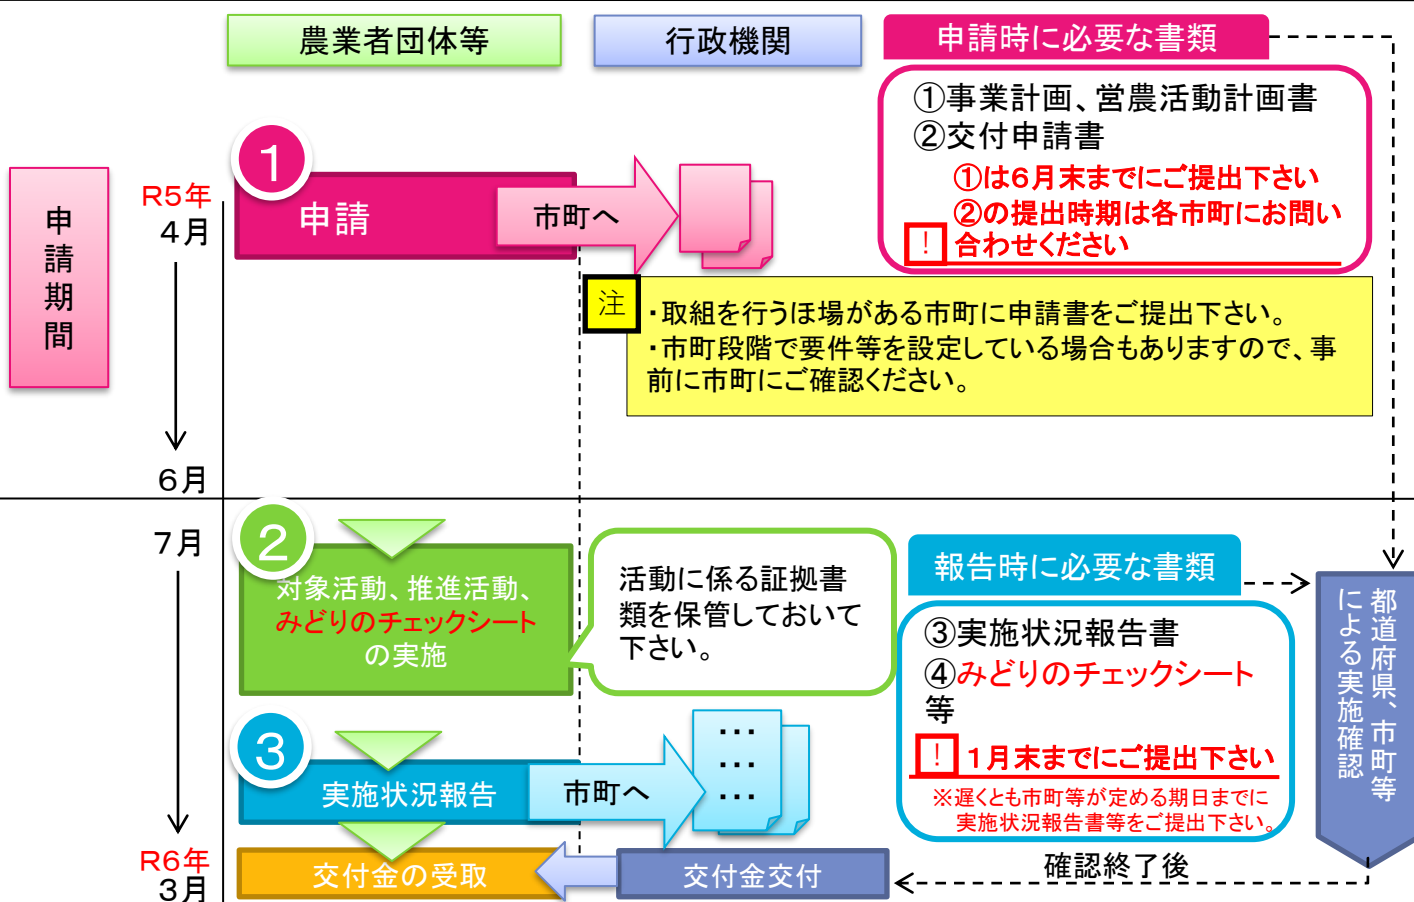 農業者団体等
行政機関
申請時に必要な書類
①事業計画、営農活動計画書
②交付申請書
①は６月末までにご提出下さい
②の提出時期は各市町にお問い
合わせください
!
申請期間
R5年
４月
６月
1
申請
市町へ
注
・取組を行うほ場がある市町に申請書をご提出下さい。
・市町段階で要件等を設定している場合もありますので、事
前に市町にご確認ください。
７月
2
対象活動、推進活動、
みどりのチェックシート
の実施
活動に係る証拠書
類を保管しておいて
下さい。
報告時に必要な書類
③実施状況報告書
④みどりのチェックシート
等
! １月末までにご提出下さい
※遅くとも市町等が定める期日までに
実施状況報告書等をご提出下さい。
都道府県、市町等
による実施確認
3
実施状況報告
市町へ
…
…
…
R6年
３月
交付金の受取
交付金交付
確認終了後